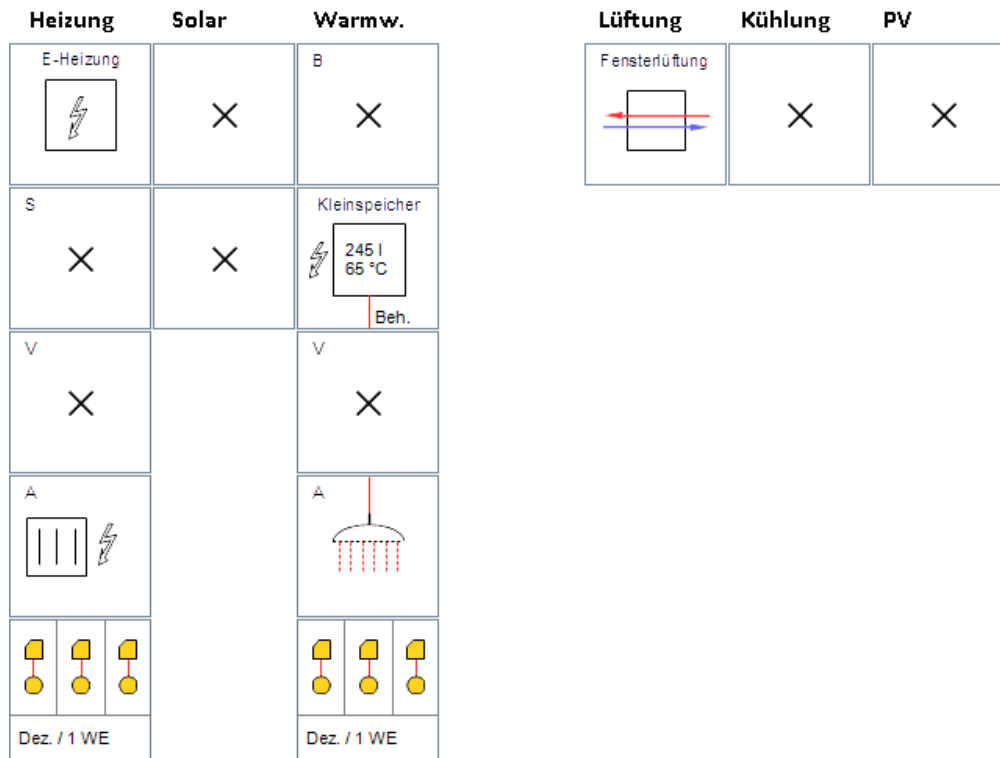 Heizung Solar Warmw. Lüftung Kühlung PV
E-Heizung B Fensterlüftung
S Kleinspeicher
245 l
65 °C
Beh.
V V
A A
Dez. / 1 WE Dez. / 1 WE